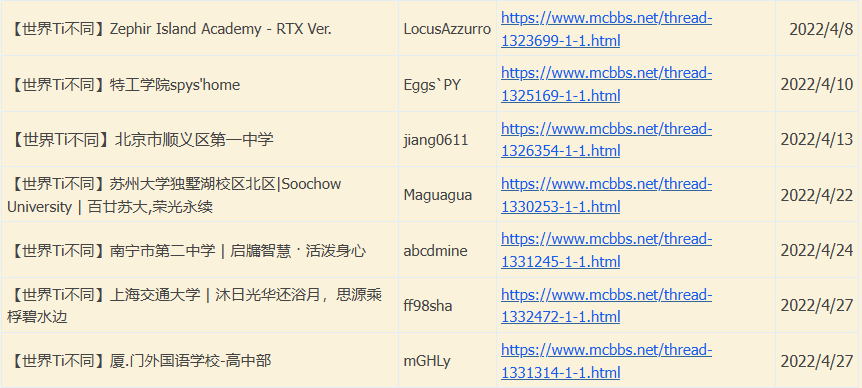 【世界Ti不同】Zephir Island Academy - RTX Ver. LocusAzzurro https://www.mcbbs.net/thread-
1323699-1-1.html 2022/4/8
【世界Ti不同】特工学院spys'home Eggs`PY https://www.mcbbs.net/thread-
1325169-1-1.html 2022/4/10
【世界Ti不同】北京市顺义区第一中学 jiang0611 https://www.mcbbs.net/thread-
1326354-1-1.html 2022/4/13
【世界Ti不同】苏州大学独墅湖校区北区|Soochow
University | 百廿苏大,荣光永续 Maguagua https://www.mcbbs.net/thread-
1330253-1-1.html 2022/4/22
【世界Ti不同】南宁市第二中学 | 启牖智慧 · 活泼身心 abcdmine https://www.mcbbs.net/thread-
1331245-1-1.html 2022/4/24
【世界Ti不同】上海交通大学 | 沐日光华还浴月，思源乘
桴碧水边 ff98sha https://www.mcbbs.net/thread-
1332472-1-1.html 2022/4/27
【世界Ti不同】厦.门外国语学校-高中部 mGHLy https://www.mcbbs.net/thread-
1331314-1-1.html 2022/4/27